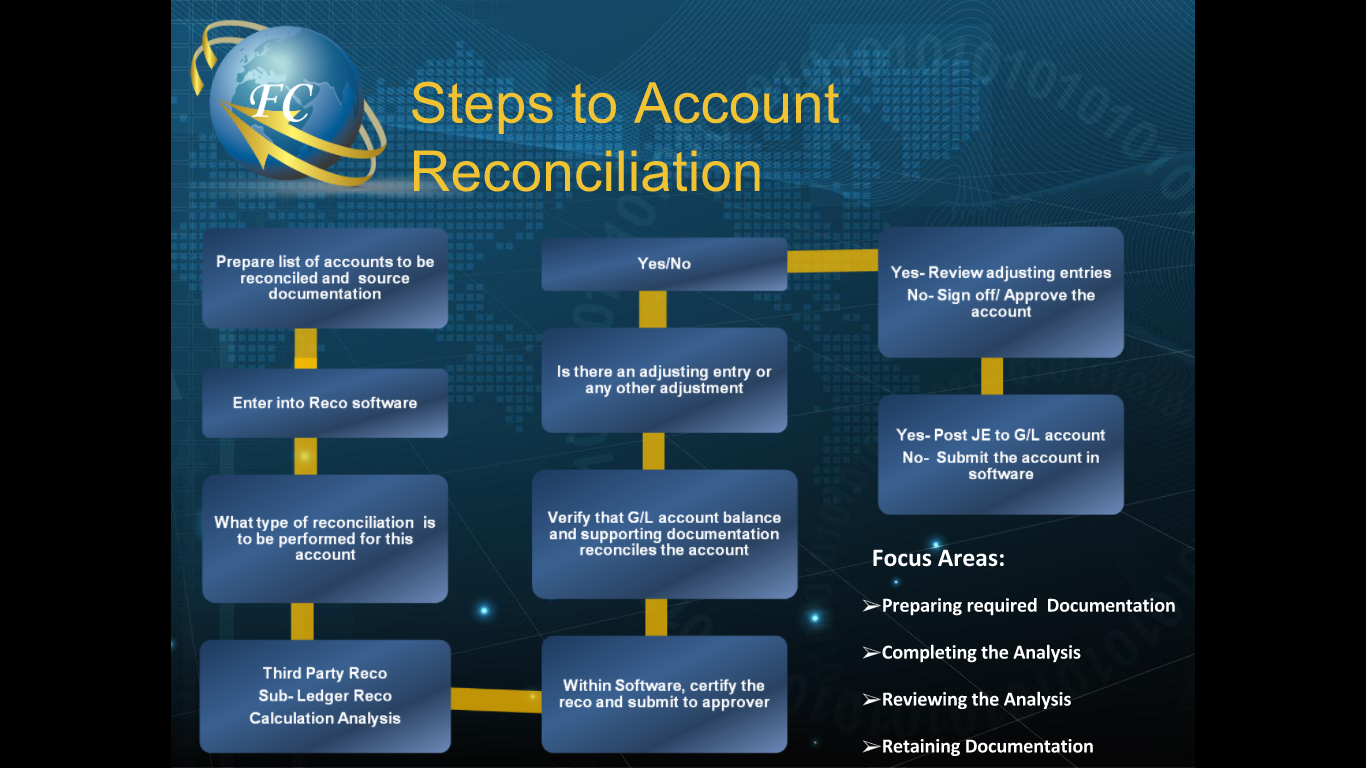 FC
Steps to Account
Reconciliation
Prepare list of accounts to be
reconciled and source
documentation
Enter into Reco software
What type of reconciliation is
to be performed for this
account
Third Party Reco
Sub- Ledger Reco
Calculation Analysis
Within Software, certify the
reco and submit to approver
Verify that G/L account balance
and supporting documentation
reconciles the account
Is there an adjusting entry or
any other adjustment
Yes/No
Yes- Review adjusting entries
No- Sign off/ Approve the
account
Yes- Post JE to G/L account
No- Submit the account in
software
Focus Areas:
➢Preparing required Documentation
➢Completing the Analysis
➢Reviewing the Analysis
➢Retaining Documentation